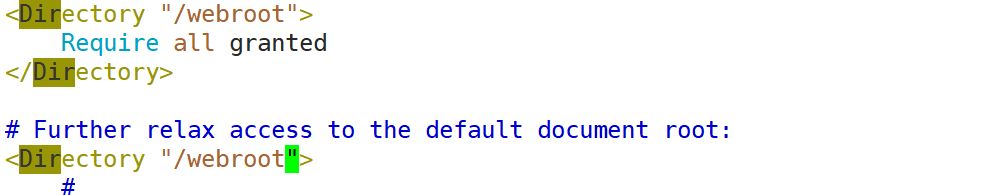 <Directory "/webroot">
    Require all granted
</Directory>

# Further relax access to the default document root:
<Directory "/webroot">
    #